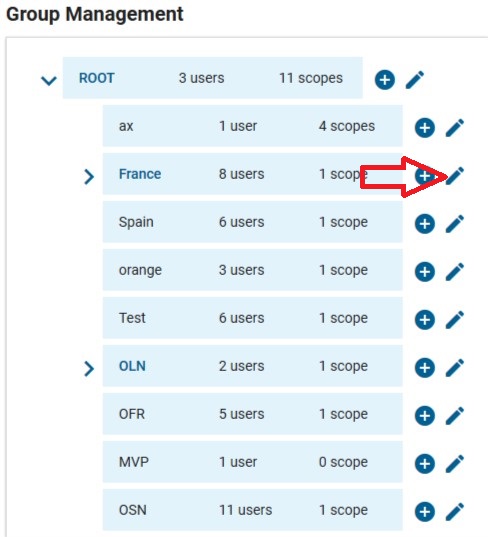 Group Management
ROOT 3 users 11 scopes
ax 1 user 4 scopes
France 8 users 1 scope
Spain 6 users 1 scope
orange 3 users 1 scope
Test 6 users 1 scope
OLN 2 users 1 scope
OFR 5 users 1 scope
MVP 1 user 0 scope
OSN 11 users 1 scope